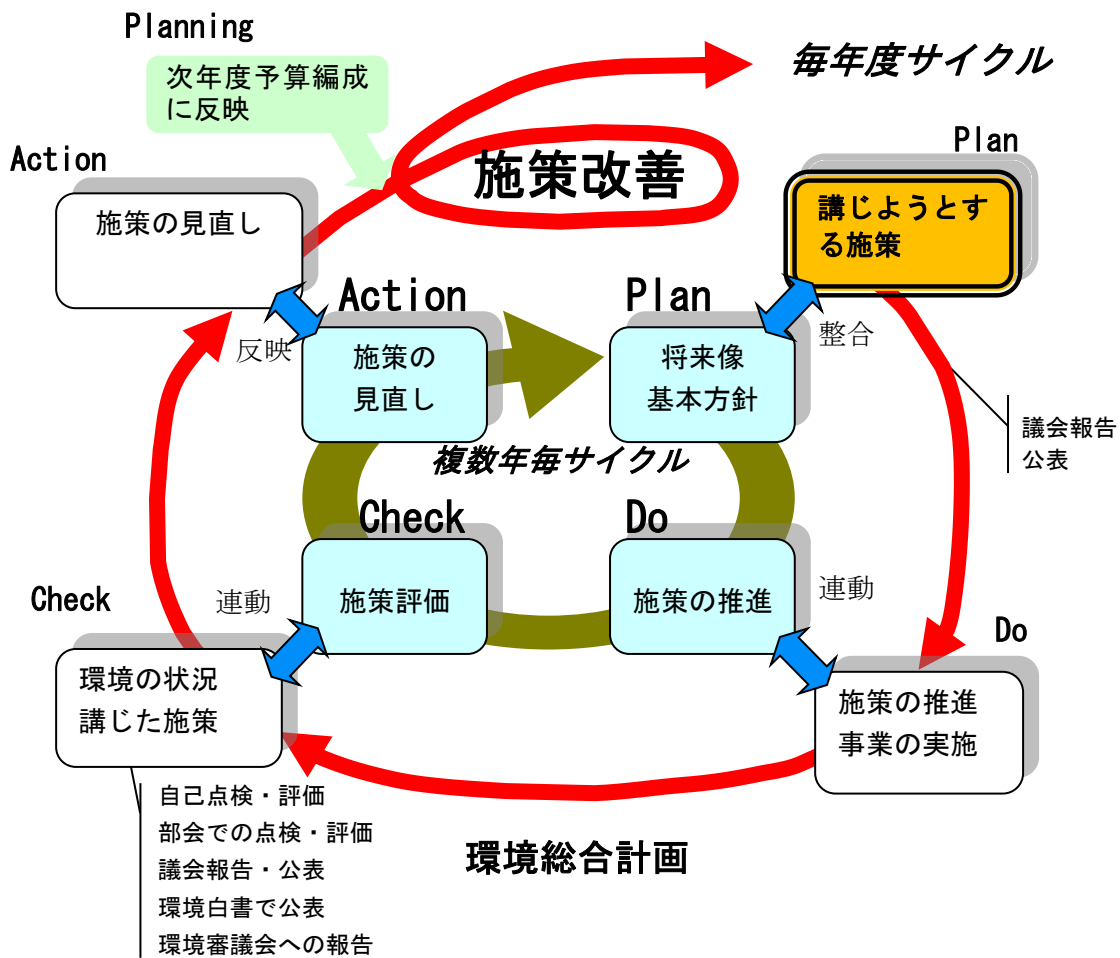 Planning
次年度予算編成
に反映
毎年度サイクル
Action
施策の見直し
施策改善
Plan
講じようとす
る施策
反映
整合
議会報告
公表
Action
施策の
見直し
Plan
将来像
基本方針
複数年毎サイクル
Check
施策評価
Do
施策の推進
連動
連動
Check
環境の状況
講じた施策
Do
施策の推進
事業の実施
自己点検・評価
部会での点検・評価
議会報告・公表
環境白書で公表
環境審議会への報告
環境総合計画